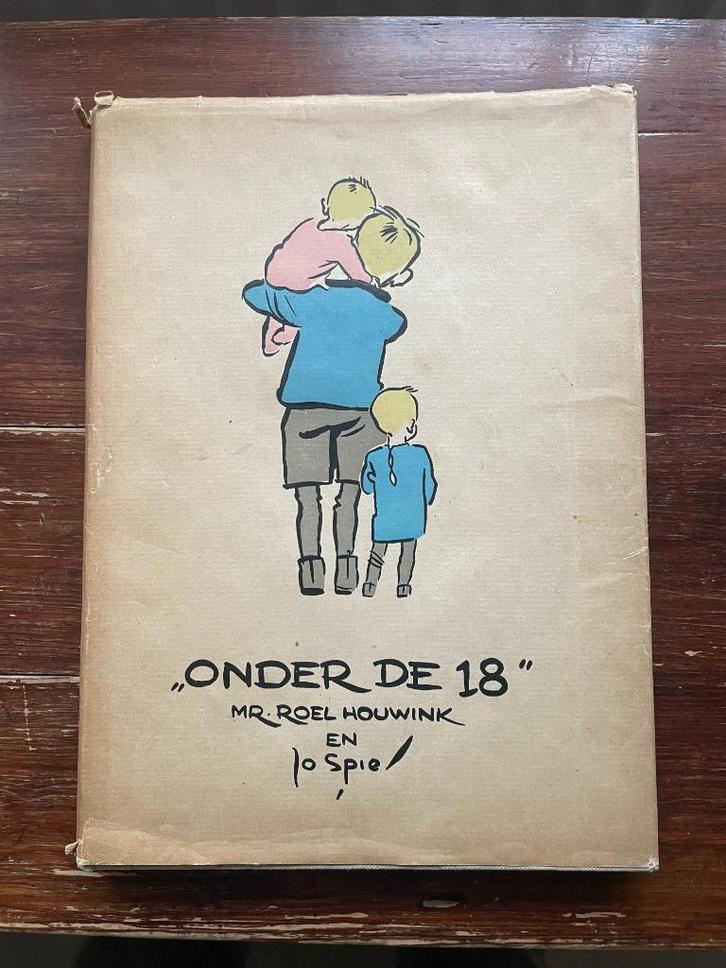 „ONDER DE 18”
MR. ROEL HOUWINK
EN
Jo Spier